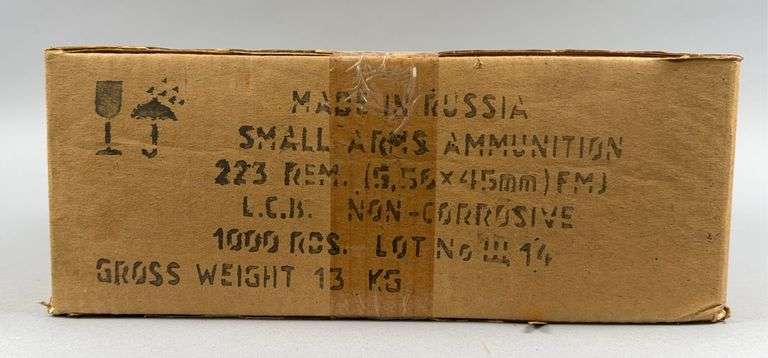 MADE IN RUSSIA
SMALL ARMS AMMUNITION
223 REM. (5,56×45mm) FMJ
L.C.B. NON-CORROSIVE
1000 RDS. LOT No Щ 14
GROSS WEIGHT 13 KG